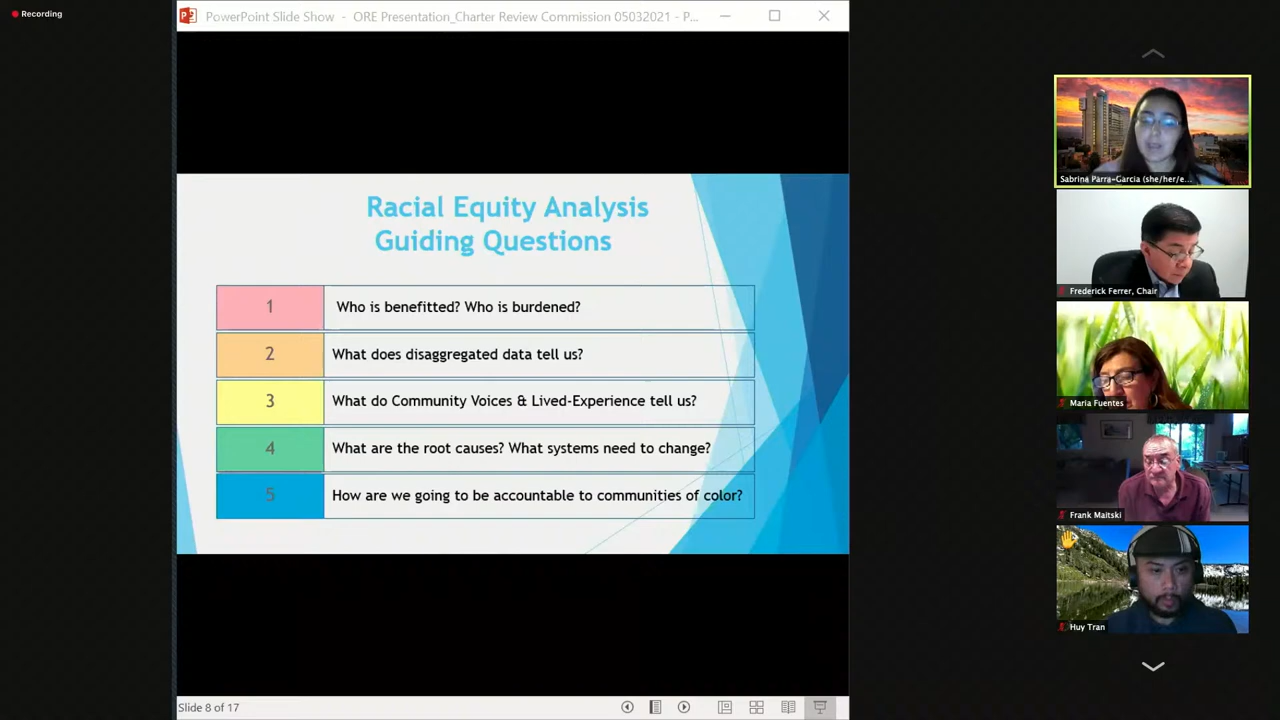 Recording
PowerPoint Slide Show - ORE Presentation_Charter Review Commission 05032021 - P...
Racial Equity Analysis
Guiding Questions
1 Who is benefitted? Who is burdened?
2 What does disaggregated data tell us?
3 What do Community Voices & Lived-Experience tell us?
4 What are the root causes? What systems need to change?
5 How are we going to be accountable to communities of color?
Slide 8 of 17
Sabrina Parra-Garcia (she/her/e...
Frederick Ferrer, Chair
Maria Fuentes
Frank Maitski
Huy Tran